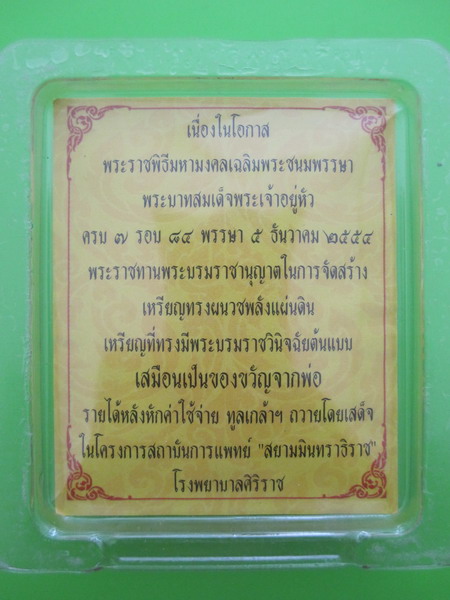 เนื่องในโอกาส
พระราชพิธีมหามงคลเฉลิมพระชนมพรรษา
พระบาทสมเด็จพระเจ้าอยู่หัว
ครบ ๗ รอบ ๘๔ พรรษา ๕ ธันวาคม ๒๕๕๔
พระราชทานพระบรมราชานุญาตในการจัดสร้าง
เหรียญทรงผนวชพลังแผ่นดิน
เหรียญที่ทรงมีพระบรมราชวินิจฉัยต้นแบบ
เสมือนเป็นของขวัญจากพ่อ
รายได้หลังหักค่าใช้จ่าย ทูลเกล้าฯ ถวายโดยเสด็จ
ในโครงการสถาบันการแพทย์ "สยามมินทราธิราช"
โรงพยาบาลศิริราช